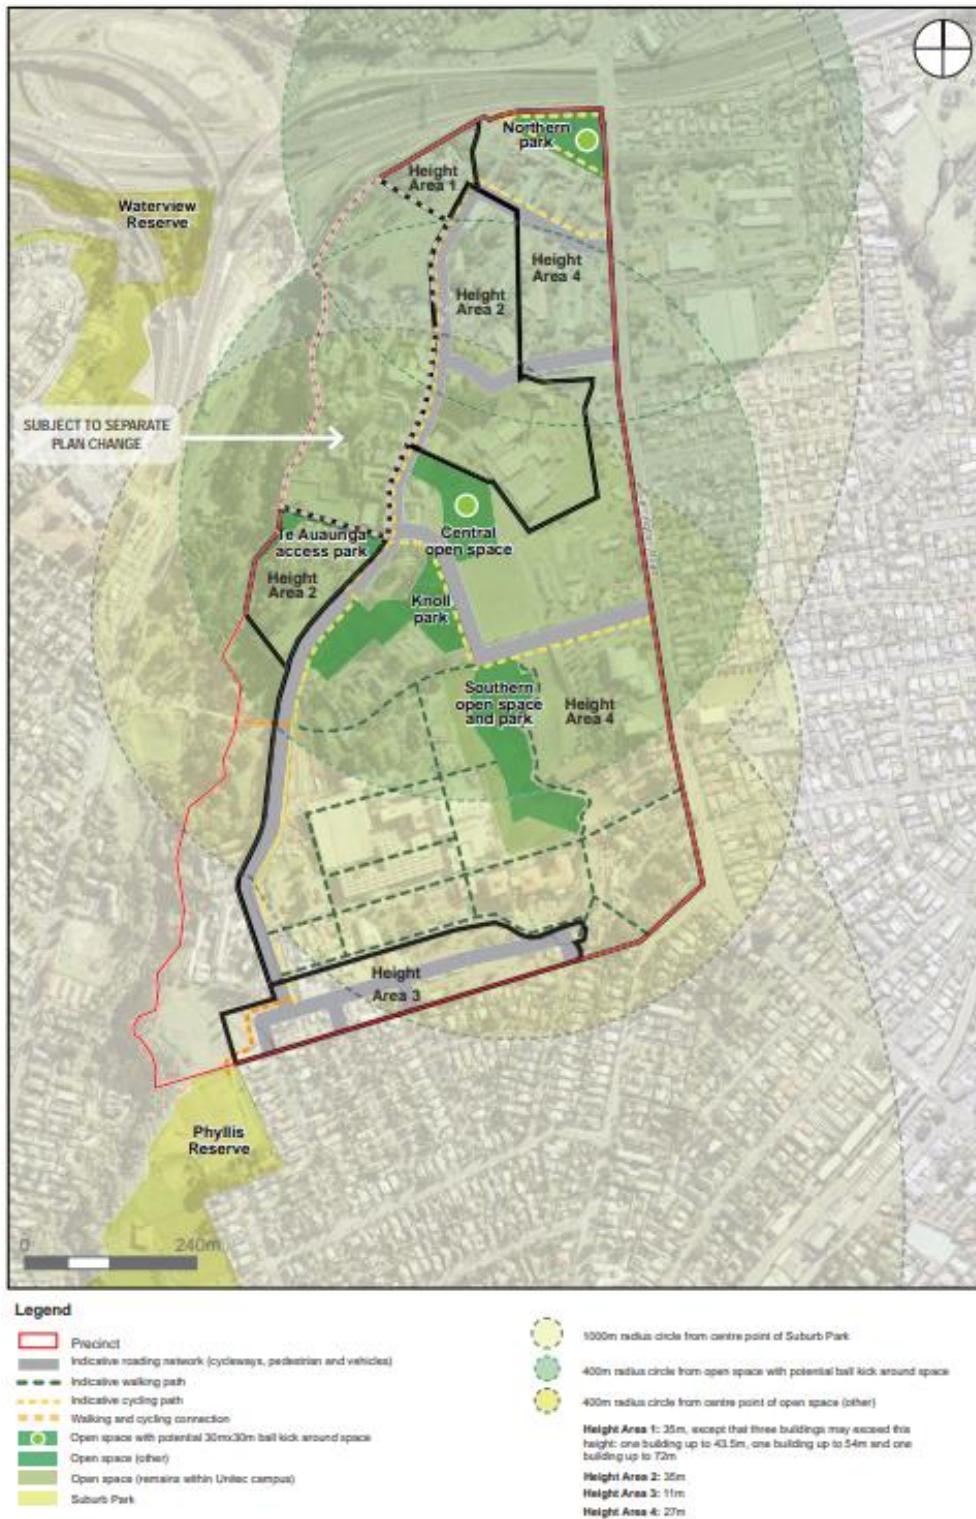 Northern
park
Height
Area 1
Waterview
Reserve
Height
Area 4
Height
Area 2
SUBJECT TO SEPARATE
PLAN CHANGE
Te Auaunga
access park
Central
open space
Height
Area 2
Knoll
park
Southern
open space
and park
Height
Area 4
Height
Area 3
Phyllis
Reserve
0 240m
Legend
Precinct
Indicative roading network (cycleways, pedestrian and vehicles)
Indicative walking path
Indicative cycling path
Walking and cycling connection
Open space with potential 30mx30m ball kick around space
Open space (other)
Open space (remains within Unitec campus)
Suburb Park
1000m radius circle from centre point of Suburb Park
400m radius circle from open space with potential ball kick around space
400m radius circle from centre point of open space (other)
Height Area 1: 35m, except that three buildings may exceed this
height: one building up to 43.5m, one building up to 54m and one
building up to 72m
Height Area 2: 35m
Height Area 3: 11m
Height Area 4: 27m